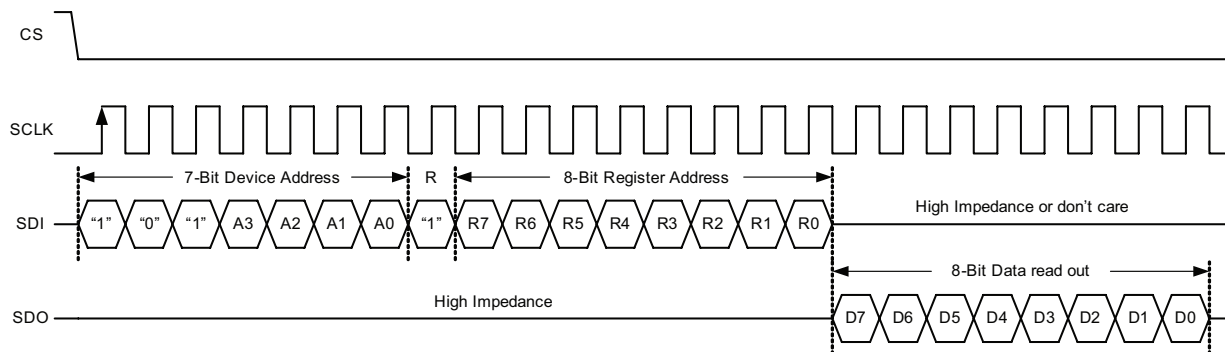 CS
SCLK
7-Bit Device Address R 8-Bit Register Address
SDI “1” “0” “1” A3 A2 A1 A0 “1” R7 R6 R5 R4 R3 R2 R1 R0 High Impedance or don’t care
8-Bit Data read out
SDO High Impedance D7 D6 D5 D4 D3 D2 D1 D0